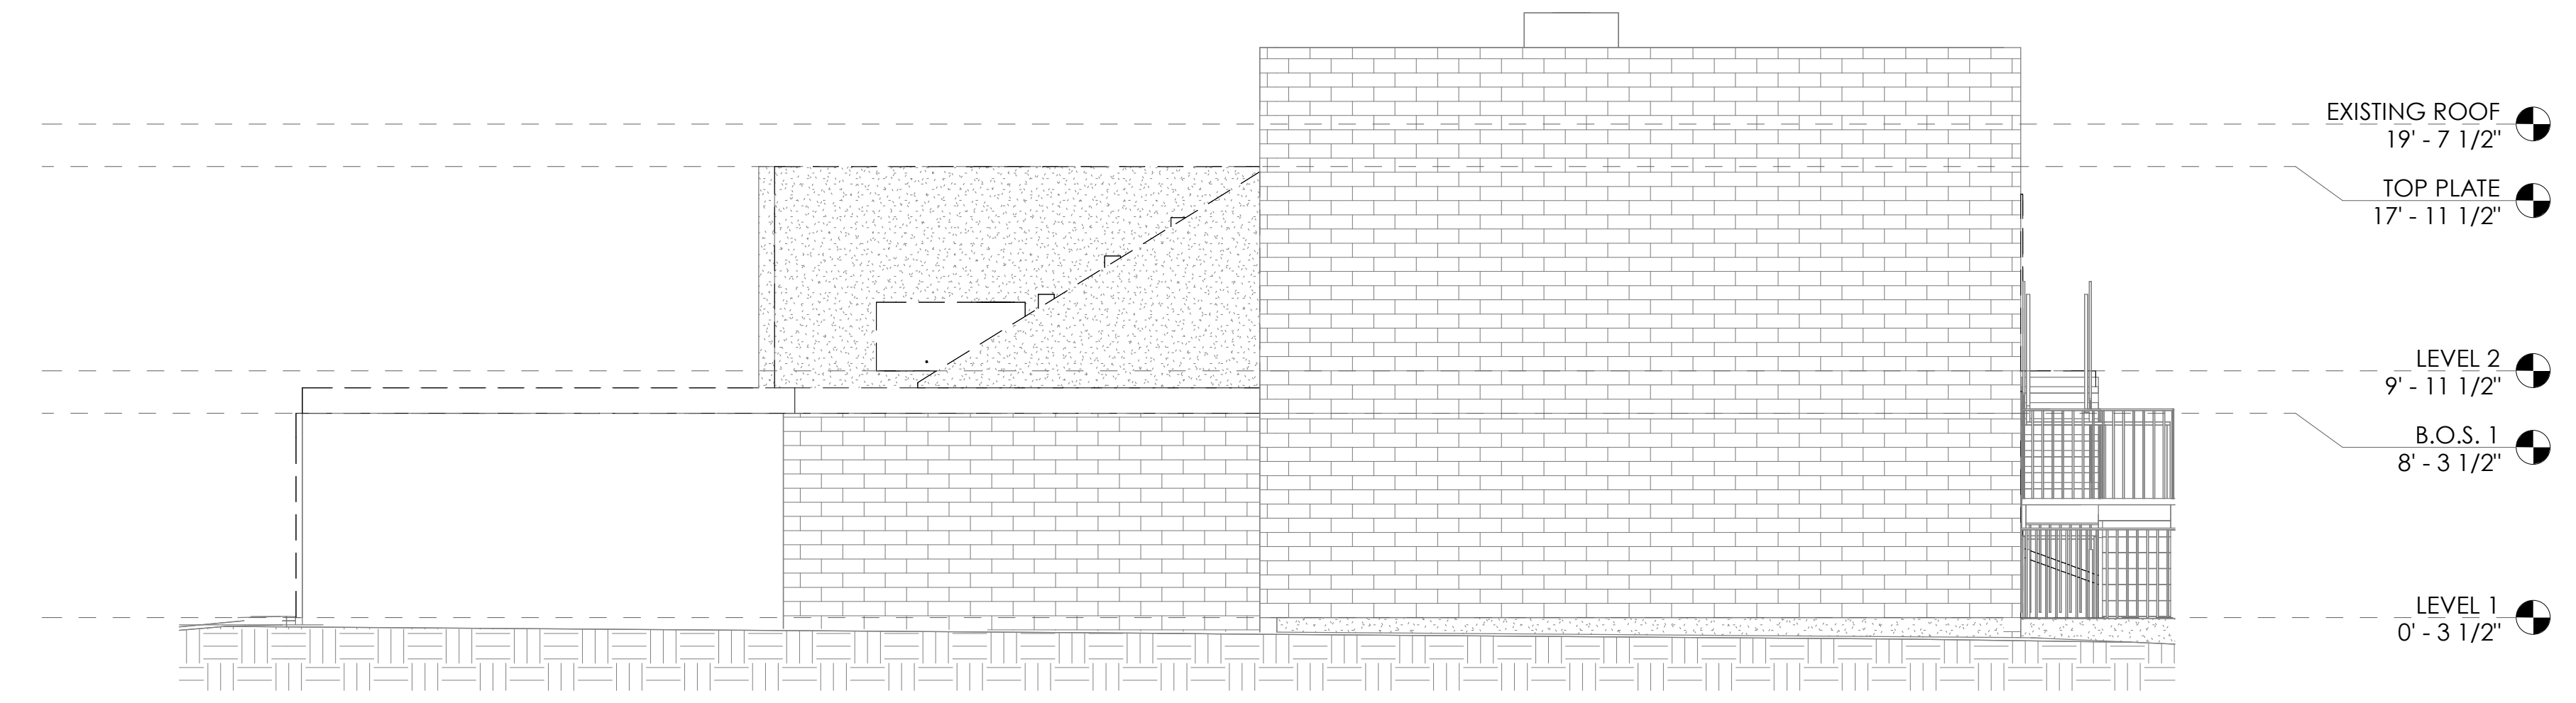 EXISTING ROOF
19' - 7 1/2"
TOP PLATE
17' - 11 1/2"
LEVEL 2
9' - 11 1/2"
B.O.S. 1
8' - 3 1/2"
LEVEL 1
0' - 3 1/2"